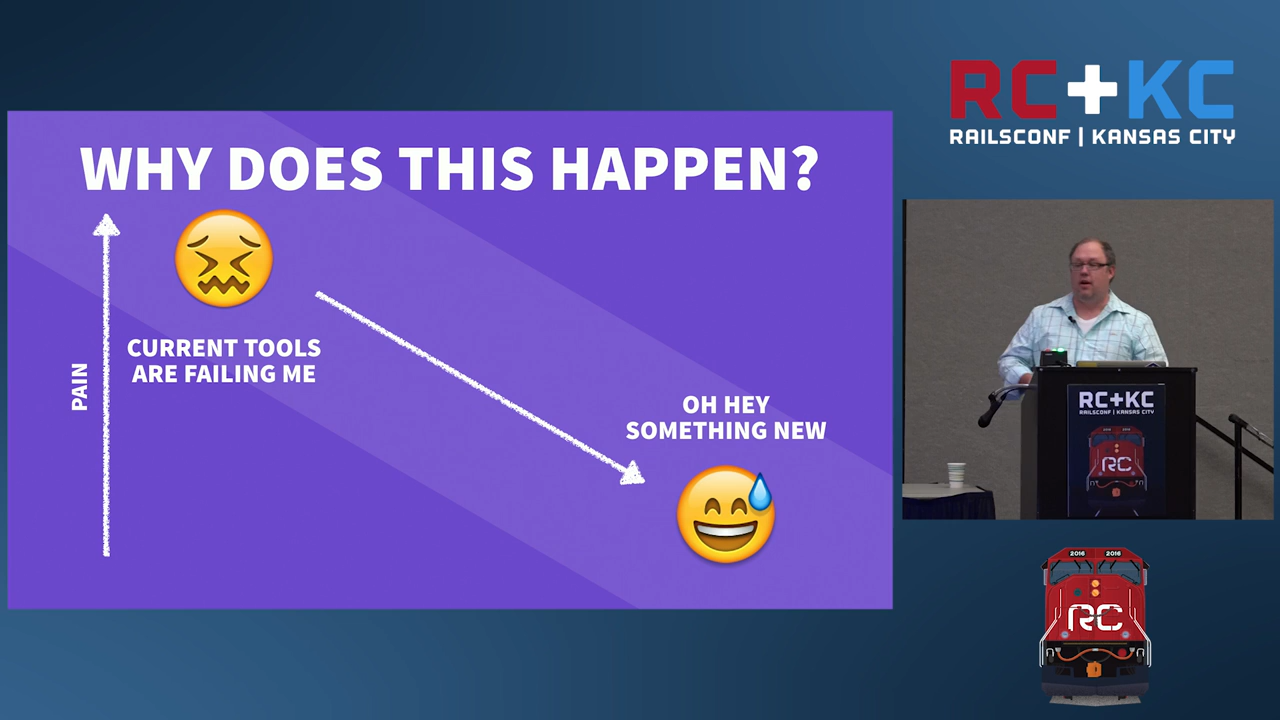 WHY DOES THIS HAPPEN?
PAIN
CURRENT TOOLS
ARE FAILING ME
OH HEY
SOMETHING NEW
RC+KC
RAILSCONF | KANSAS CITY
RC+KC
RAILSCONF | KANSAS CITY
RC
2016 2016
RC